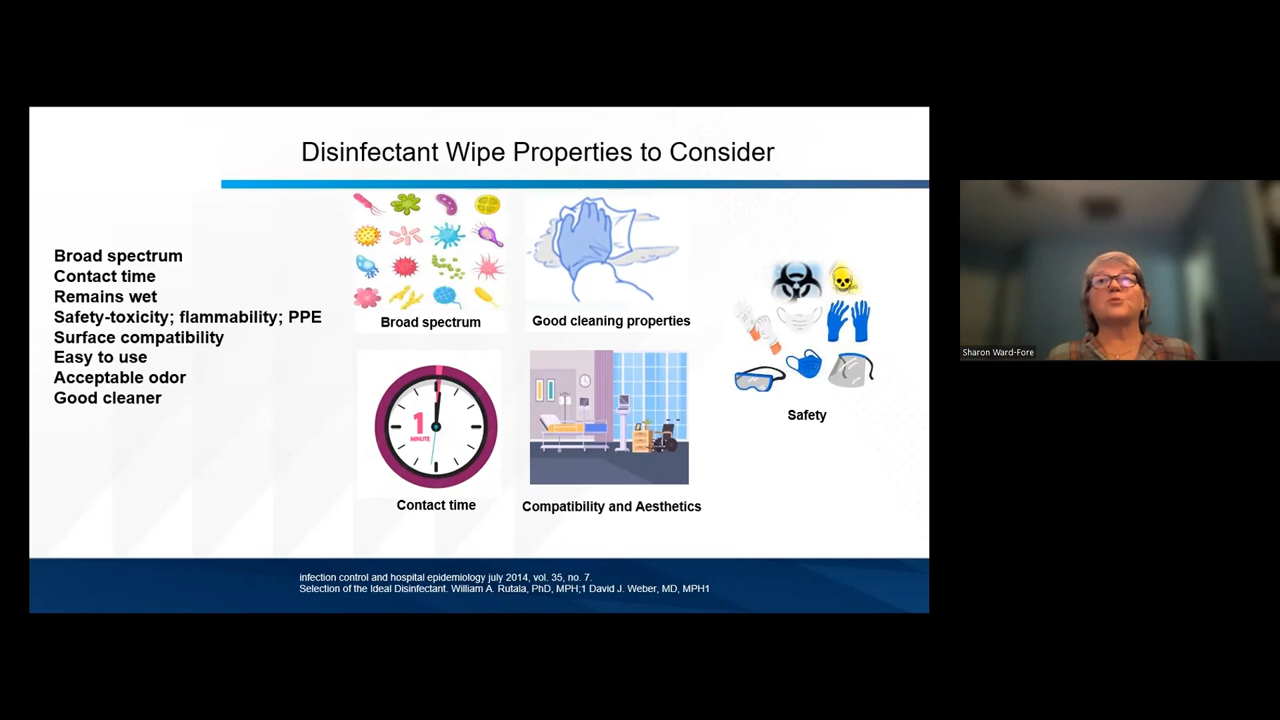 Disinfectant Wipe Properties to Consider
Broad spectrum
Contact time
Remains wet
Safety-toxicity; flammability; PPE
Surface compatibility
Easy to use
Acceptable odor
Good cleaner
Broad spectrum
Good cleaning properties
1
MINUTE
Contact time
Compatibility and Aesthetics
Safety
infection control and hospital epidemiology july 2014, vol. 35, no. 7.
Selection of the Ideal Disinfectant. William A. Rutala, PhD, MPH,1 David J. Weber, MD, MPH1
Sharon Ward-Fore